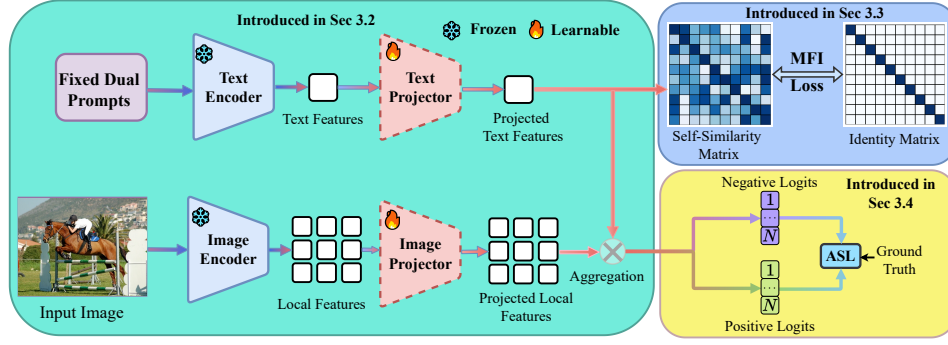 Introduced in Sec 3.2
Frozen
Learnable
Fixed Dual
Prompts
Text
Encoder
Text Features
Text
Projector
Projected
Text Features
Input Image
Image
Encoder
Local Features
Image
Projector
Projected Local
Features
Aggregation
Introduced in Sec 3.3
MFI
Loss
Self-Similarity
Matrix
Identity Matrix
Negative Logits
Introduced in
Sec 3.4
1
...
N
ASL
Ground
Truth
1
...
N
Positive Logits